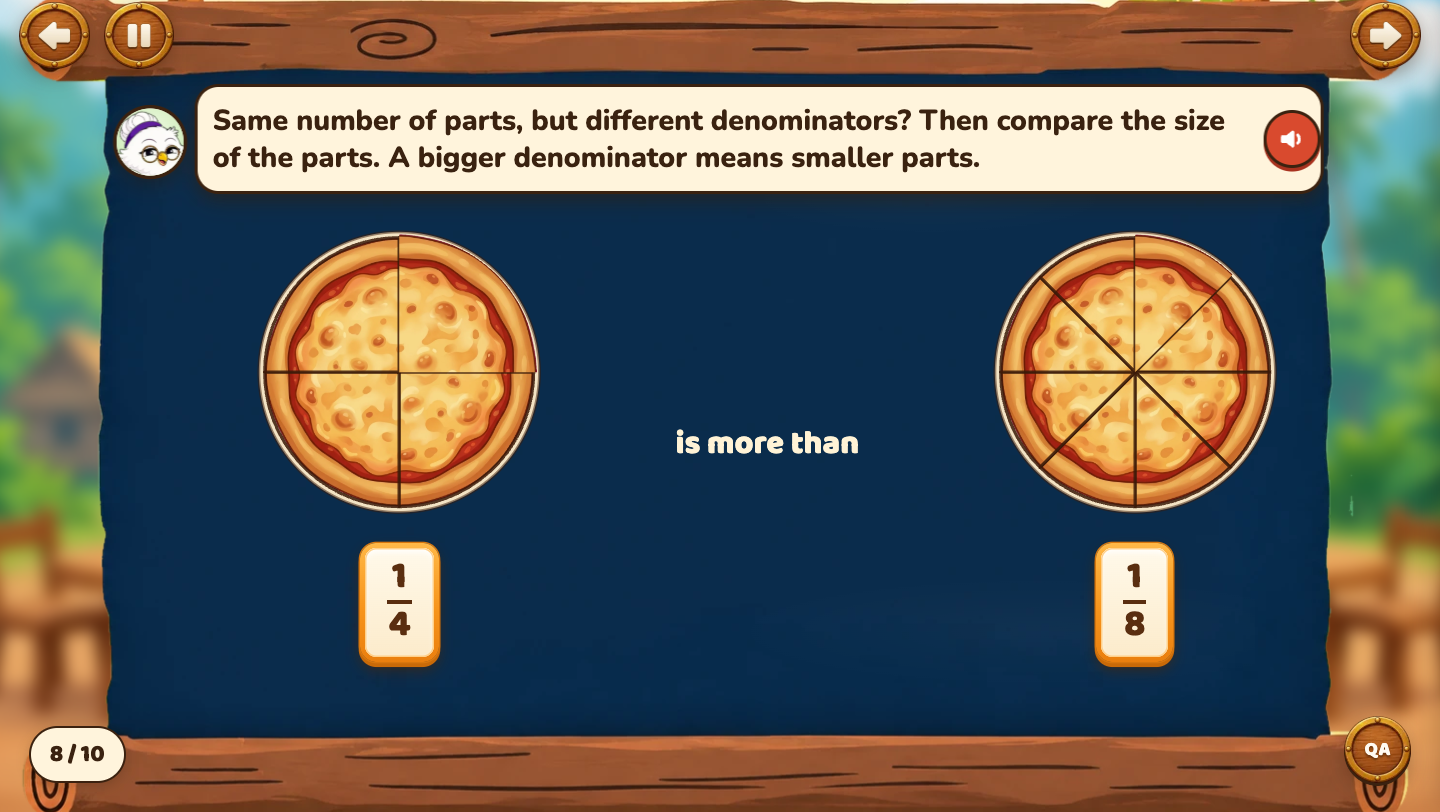 Same number of parts, but different denominators? Then compare the size
of the parts. A bigger denominator means smaller parts.
is more than
1
4
1
8
8 / 10
QA